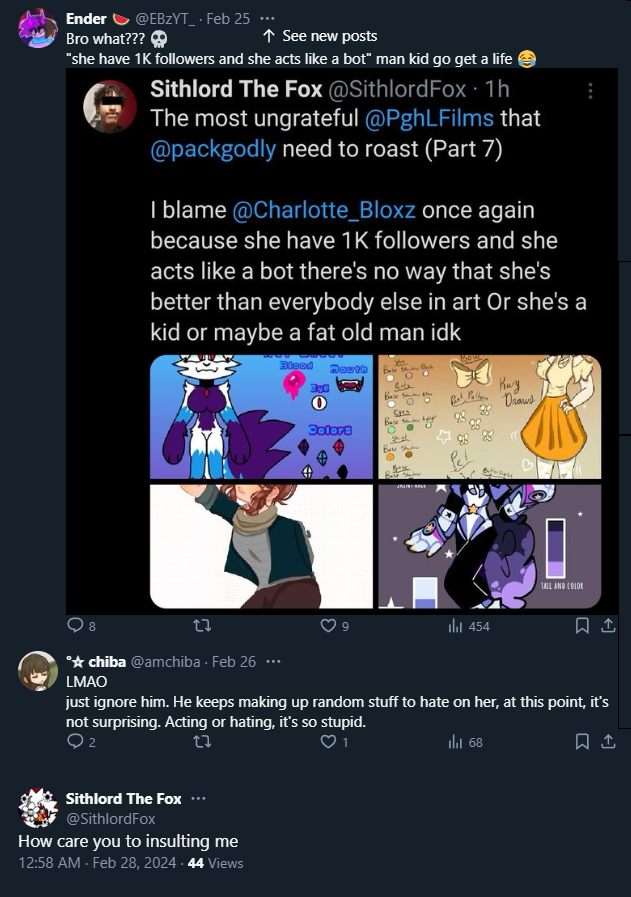 Ender 🍉 @EBzYT_ · Feb 25 ···
Bro what??? 💀
↑ See new posts
"she have 1K followers and she acts like a bot" man kid go get a life 😂
Sithlord The Fox @SithlordFox · 1h
The most ungrateful @PghLFilms that
@packgodly need to roast (Part 7)
I blame @Charlotte_Bloxz once again
because she have 1K followers and she
acts like a bot there's no way that she's
better than everybody else in art Or she's a
kid or maybe a fat old man idk
Blood
Mouth
Eye
Colors
Pet
TAIL AND COLOR
8
9
454
°☆ chiba @amchiba · Feb 26 ···
LMAO
just ignore him. He keeps making up random stuff to hate on her, at this point, it's
not surprising. Acting or hating, it's so stupid.
2
1
68
Sithlord The Fox ···
@SithlordFox
How care you to insulting me
12:58 AM · Feb 28, 2024 · 44 Views